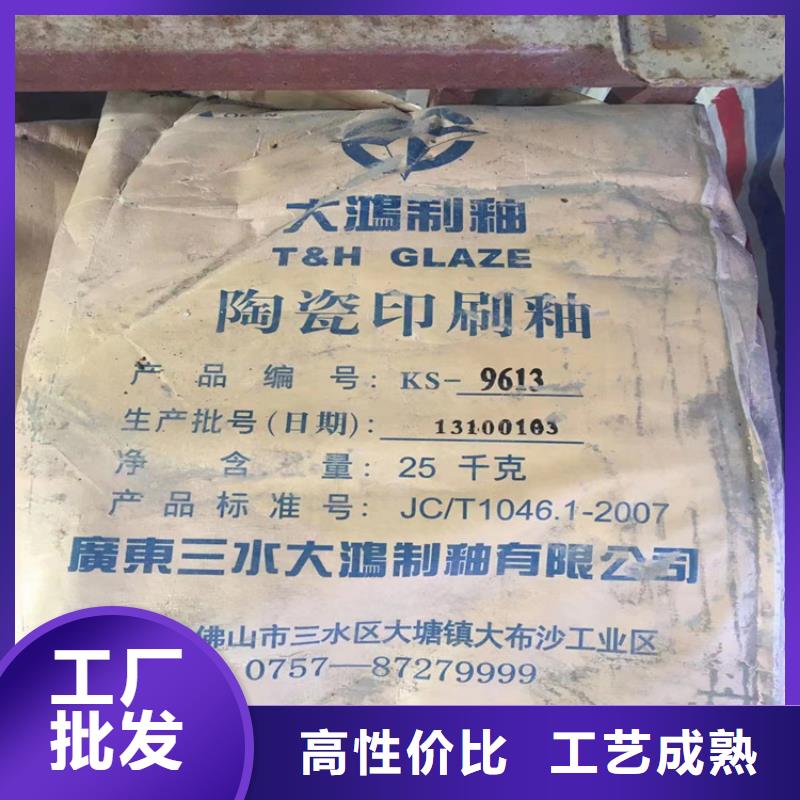 OPEN
大鴻制釉
T&H GLAZE
陶瓷印刷釉
产品编号: KS-9613
生产批号(日期): 13100103
净含量: 25 千克
产品标准号: JC/T1046.1-2007
廣東三水大鴻制釉有限公司
佛山市三水区大塘镇大布沙工业区
0757—87279999
工厂
批发
高性价比 工艺成熟